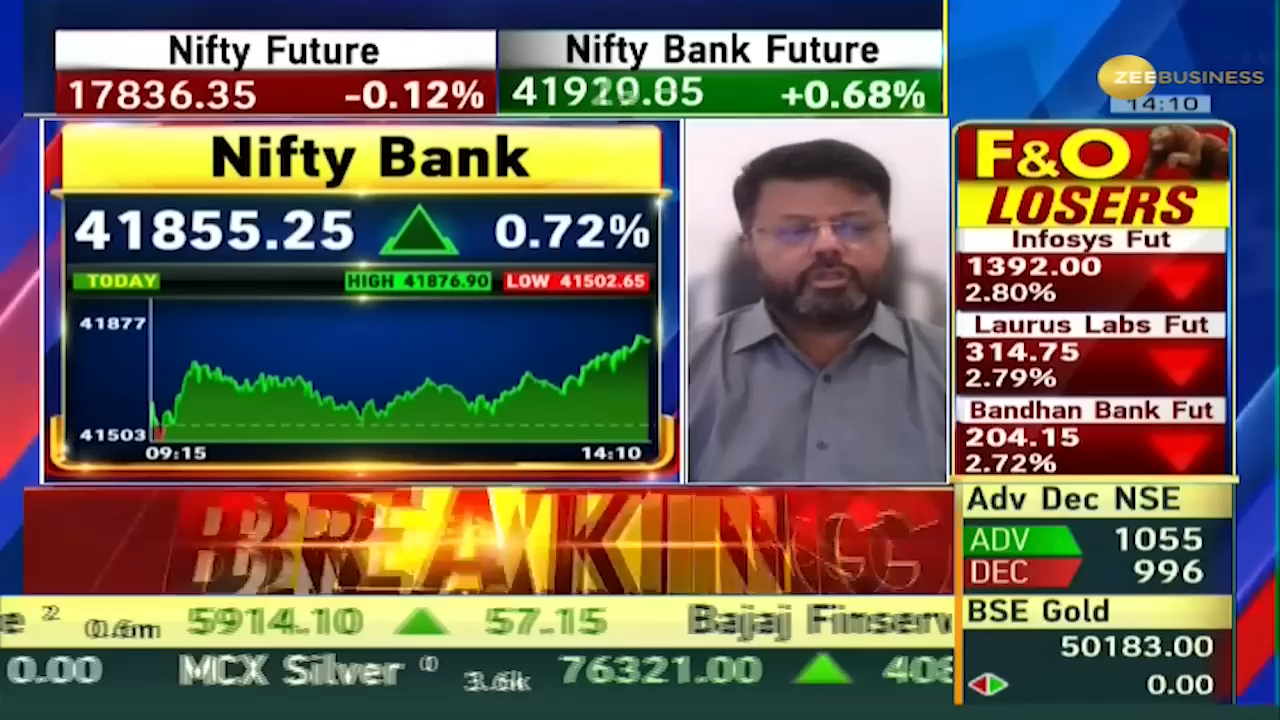 Nifty Future
17836.35 -0.12%
Nifty Bank Future
+0.68%
ZEEBUSINESS
14:10
Nifty Bank
41855.25 0.72%
TODAY HIGH 41876.90 LOW 41502.65
41877
41503
09:15 14:10
F&O
LOSERS
Infosys Fut
1392.00
2.80%
Laurus Labs Fut
314.75
2.79%
Bandhan Bank Fut
204.15
2.72%
Adv Dec NSE
ADV 1055
DEC 996
BSE Gold
50183.00
0.00
BREAKING
5914.10 57.15 Bajaj Finserv
0.00 MCX Silver 3.6k 76321.00 408